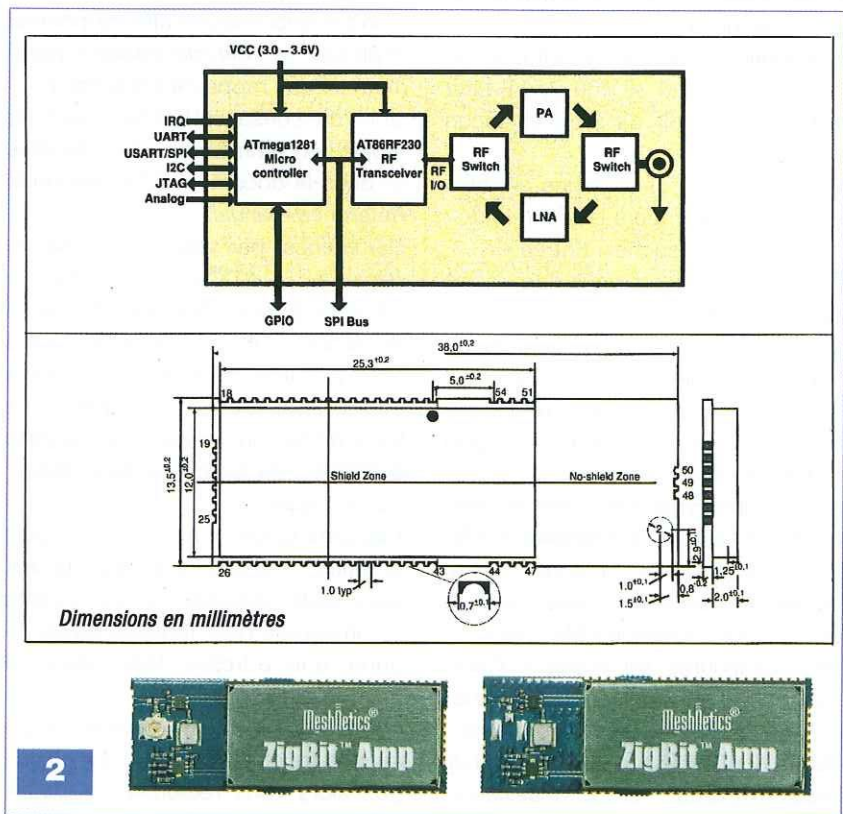 VCC (3.0 – 3.6V)
IRQ
UART
USART/SPI
I2C
JTAG
Analog
ATmega1281
Micro
controller
AT86RF230
RF
Transceiver
RF
I/O
RF
Switch
PA
LNA
RF
Switch
GPIO
SPI Bus
38,0±0,2
25,3±0.2
5.0±0.2
18
54
51
19
25
13,5±0,2
12,0±0,2
Shield Zone
No-shield Zone
50
49
48
2
26
43
44
47
1.0 typ
0,7±0,1
2,9±0,1
1,0±0,1
1,5±0,1
0,8±0,2
1,25±0,1
2,0±0,1
Dimensions en millimètres
MeshNetics®
ZigBit™ Amp
MeshNetics®
ZigBit™ Amp
2